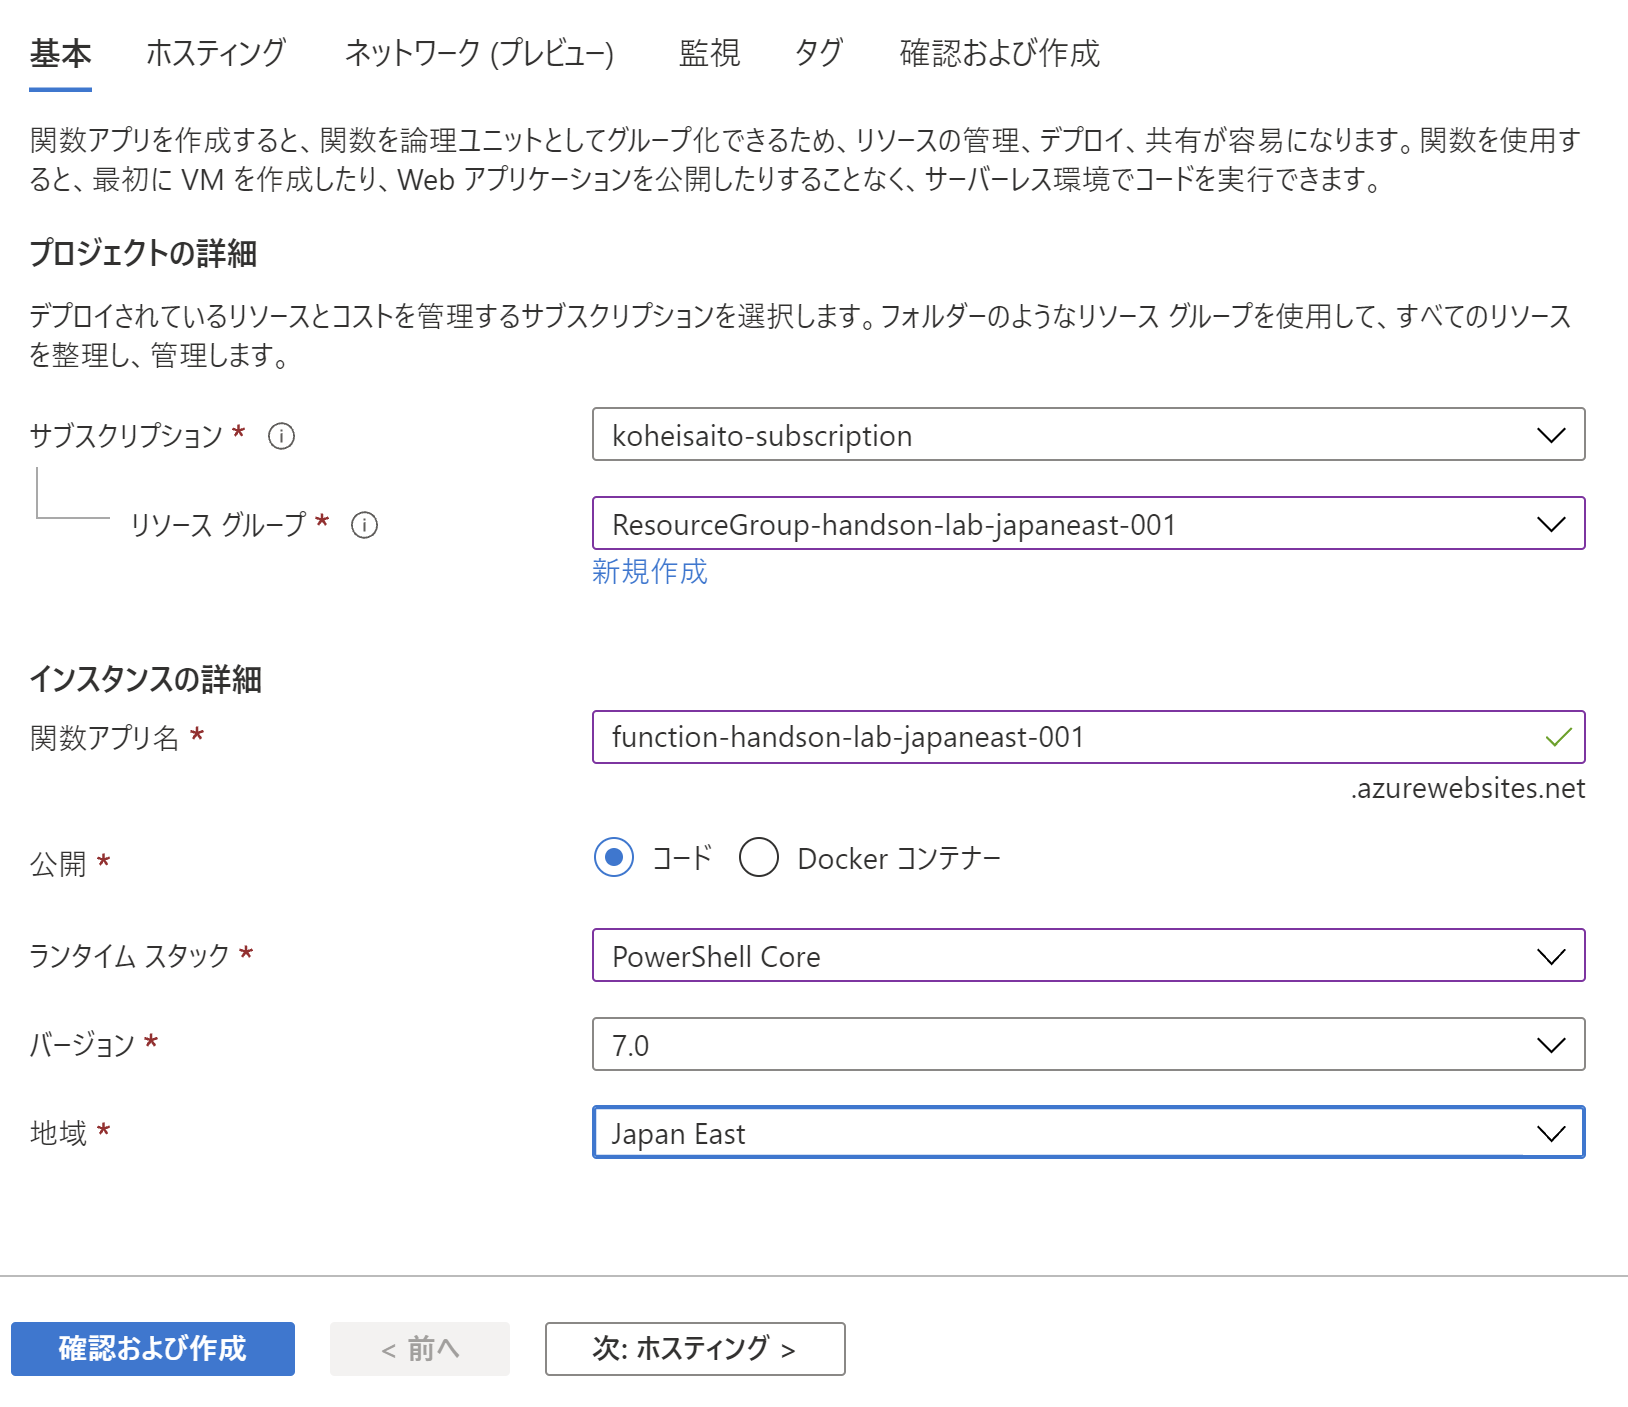 基本 ホスティング ネットワーク (プレビュー) 監視 タグ 確認および作成
関数アプリを作成すると、関数を論理ユニットとしてグループ化できるため、リソースの管理、デプロイ、共有が容易になります。関数を使用す
ると、最初に VM を作成したり、Web アプリケーションを公開したりすることなく、サーバーレス環境でコードを実行できます。
プロジェクトの詳細
デプロイされているリソースとコストを管理するサブスクリプションを選択します。フォルダーのようなリソース グループを使用して、すべてのリソース
を整理し、管理します。
サブスクリプション * koheisaito-subscription
リソース グループ * ResourceGroup-handson-lab-japaneast-001
新規作成
インスタンスの詳細
関数アプリ名 * function-handson-lab-japaneast-001
.azurewebsites.net
公開 * コード Docker コンテナー
ランタイム スタック * PowerShell Core
バージョン * 7.0
地域 * Japan East
確認および作成 < 前へ 次: ホスティング >